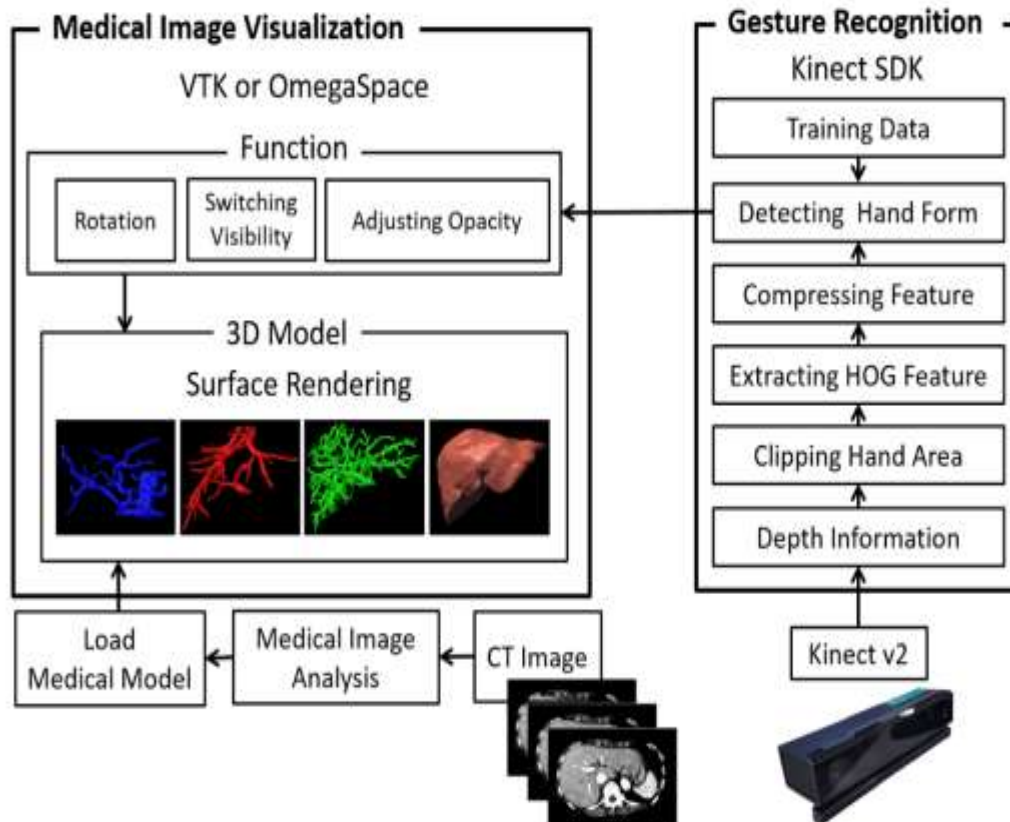 Medical Image Visualization
VTK or OmegaSpace
Function
Rotation
Switching
Visibility
Adjusting Opacity
3D Model
Surface Rendering
Load
Medical Model
Medical Image
Analysis
CT Image
Gesture Recognition
Kinect SDK
Training Data
Detecting Hand Form
Compressing Feature
Extracting HOG Feature
Clipping Hand Area
Depth Information
Kinect v2